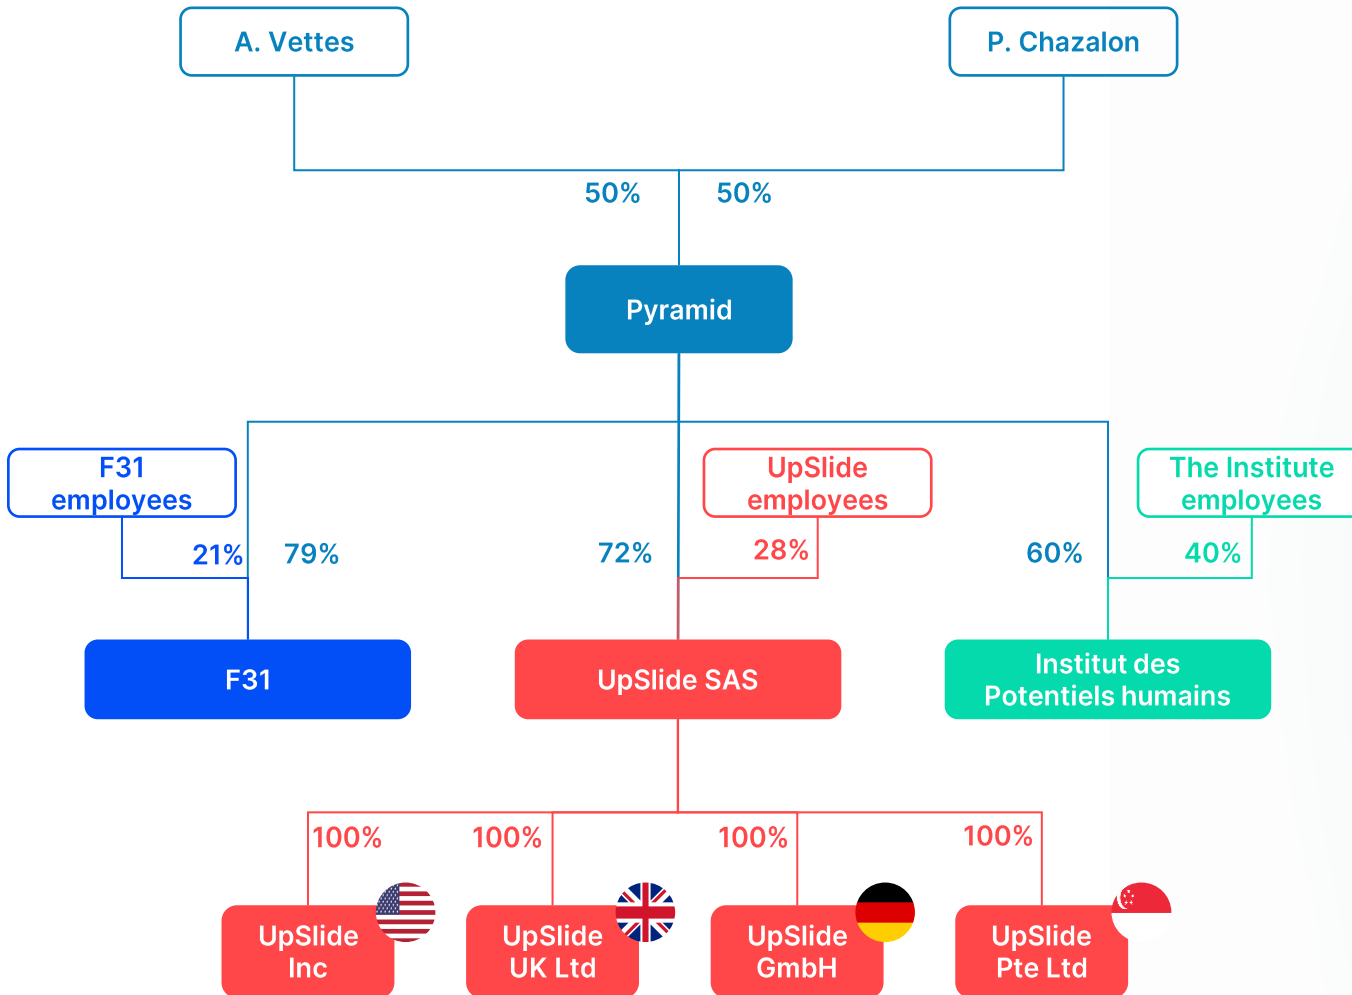 A. Vettes
P. Chazalon
50%
50%
Pyramid
F31
employees
UpSlide
employees
The Institute
employees
21%
79%
72%
28%
60%
40%
F31
UpSlide SAS
Institut des
Potentiels humains
100%
100%
100%
100%
UpSlide
Inc
UpSlide
UK Ltd
UpSlide
GmbH
UpSlide
Pte Ltd